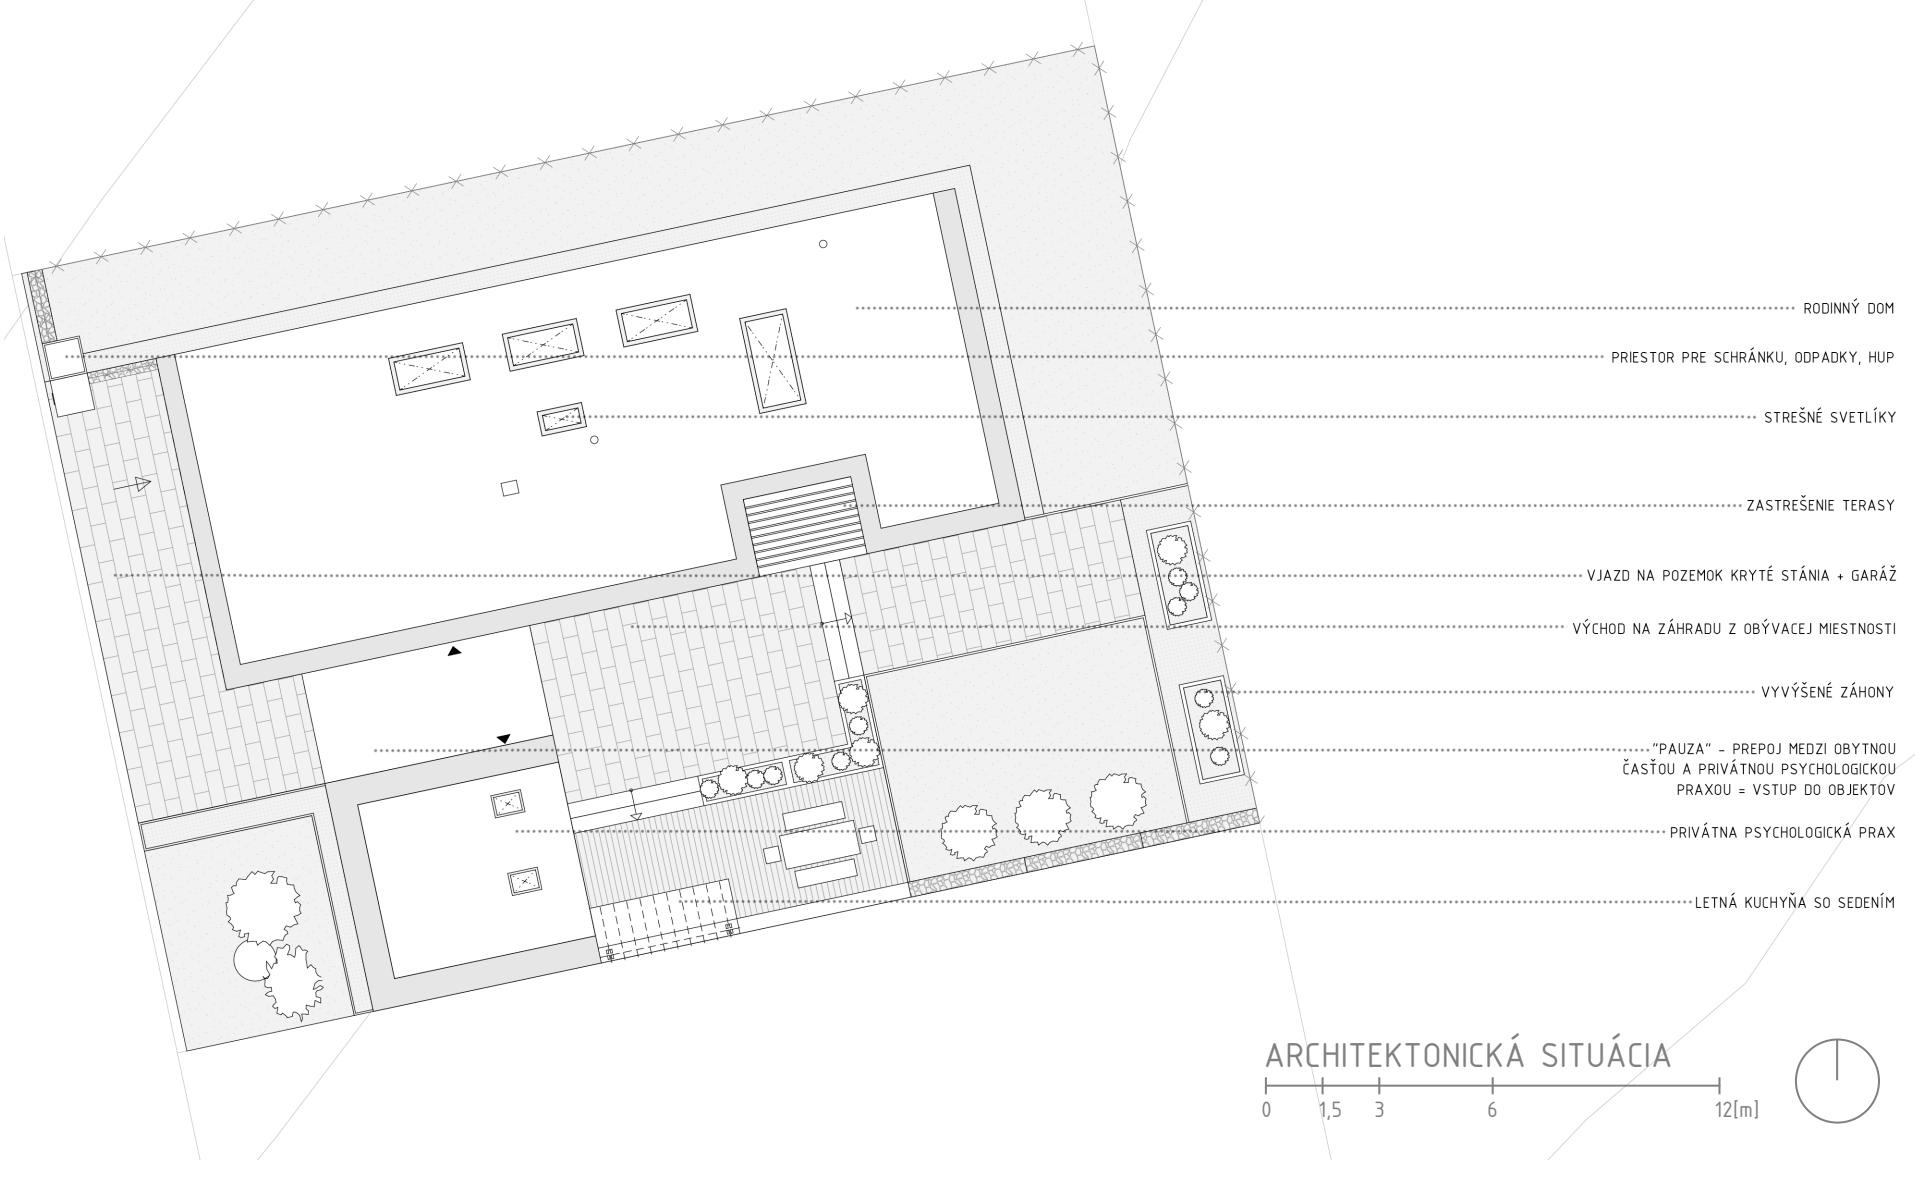 RODINNÝ DOM
PRIESTOR PRE SCHRÁNKU, ODPADKY, HUP
STREŠNÉ SVETLÍKY
ZASTREŠENIE TERASY
VJAZD NA POZEMOK KRYTÉ STÁNIA + GARÁŽ
VÝCHOD NA ZÁHRADU Z OBÝVACEJ MIESTNOSTI
VYVÝŠENÉ ZÁHONY
"PAUZA" - PREPOJ MEDZI OBYTNOU
ČASŤOU A PRIVÁTNOU PSYCHOLOGICKOU
PRAXOU = VSTUP DO OBJEKTOV
PRIVÁTNA PSYCHOLOGICKÁ PRAX
LETNÁ KUCHYŇA SO SEDENÍM
ARCHITEKTONICKÁ SITUÁCIA
0 1,5 3 6 12[m]